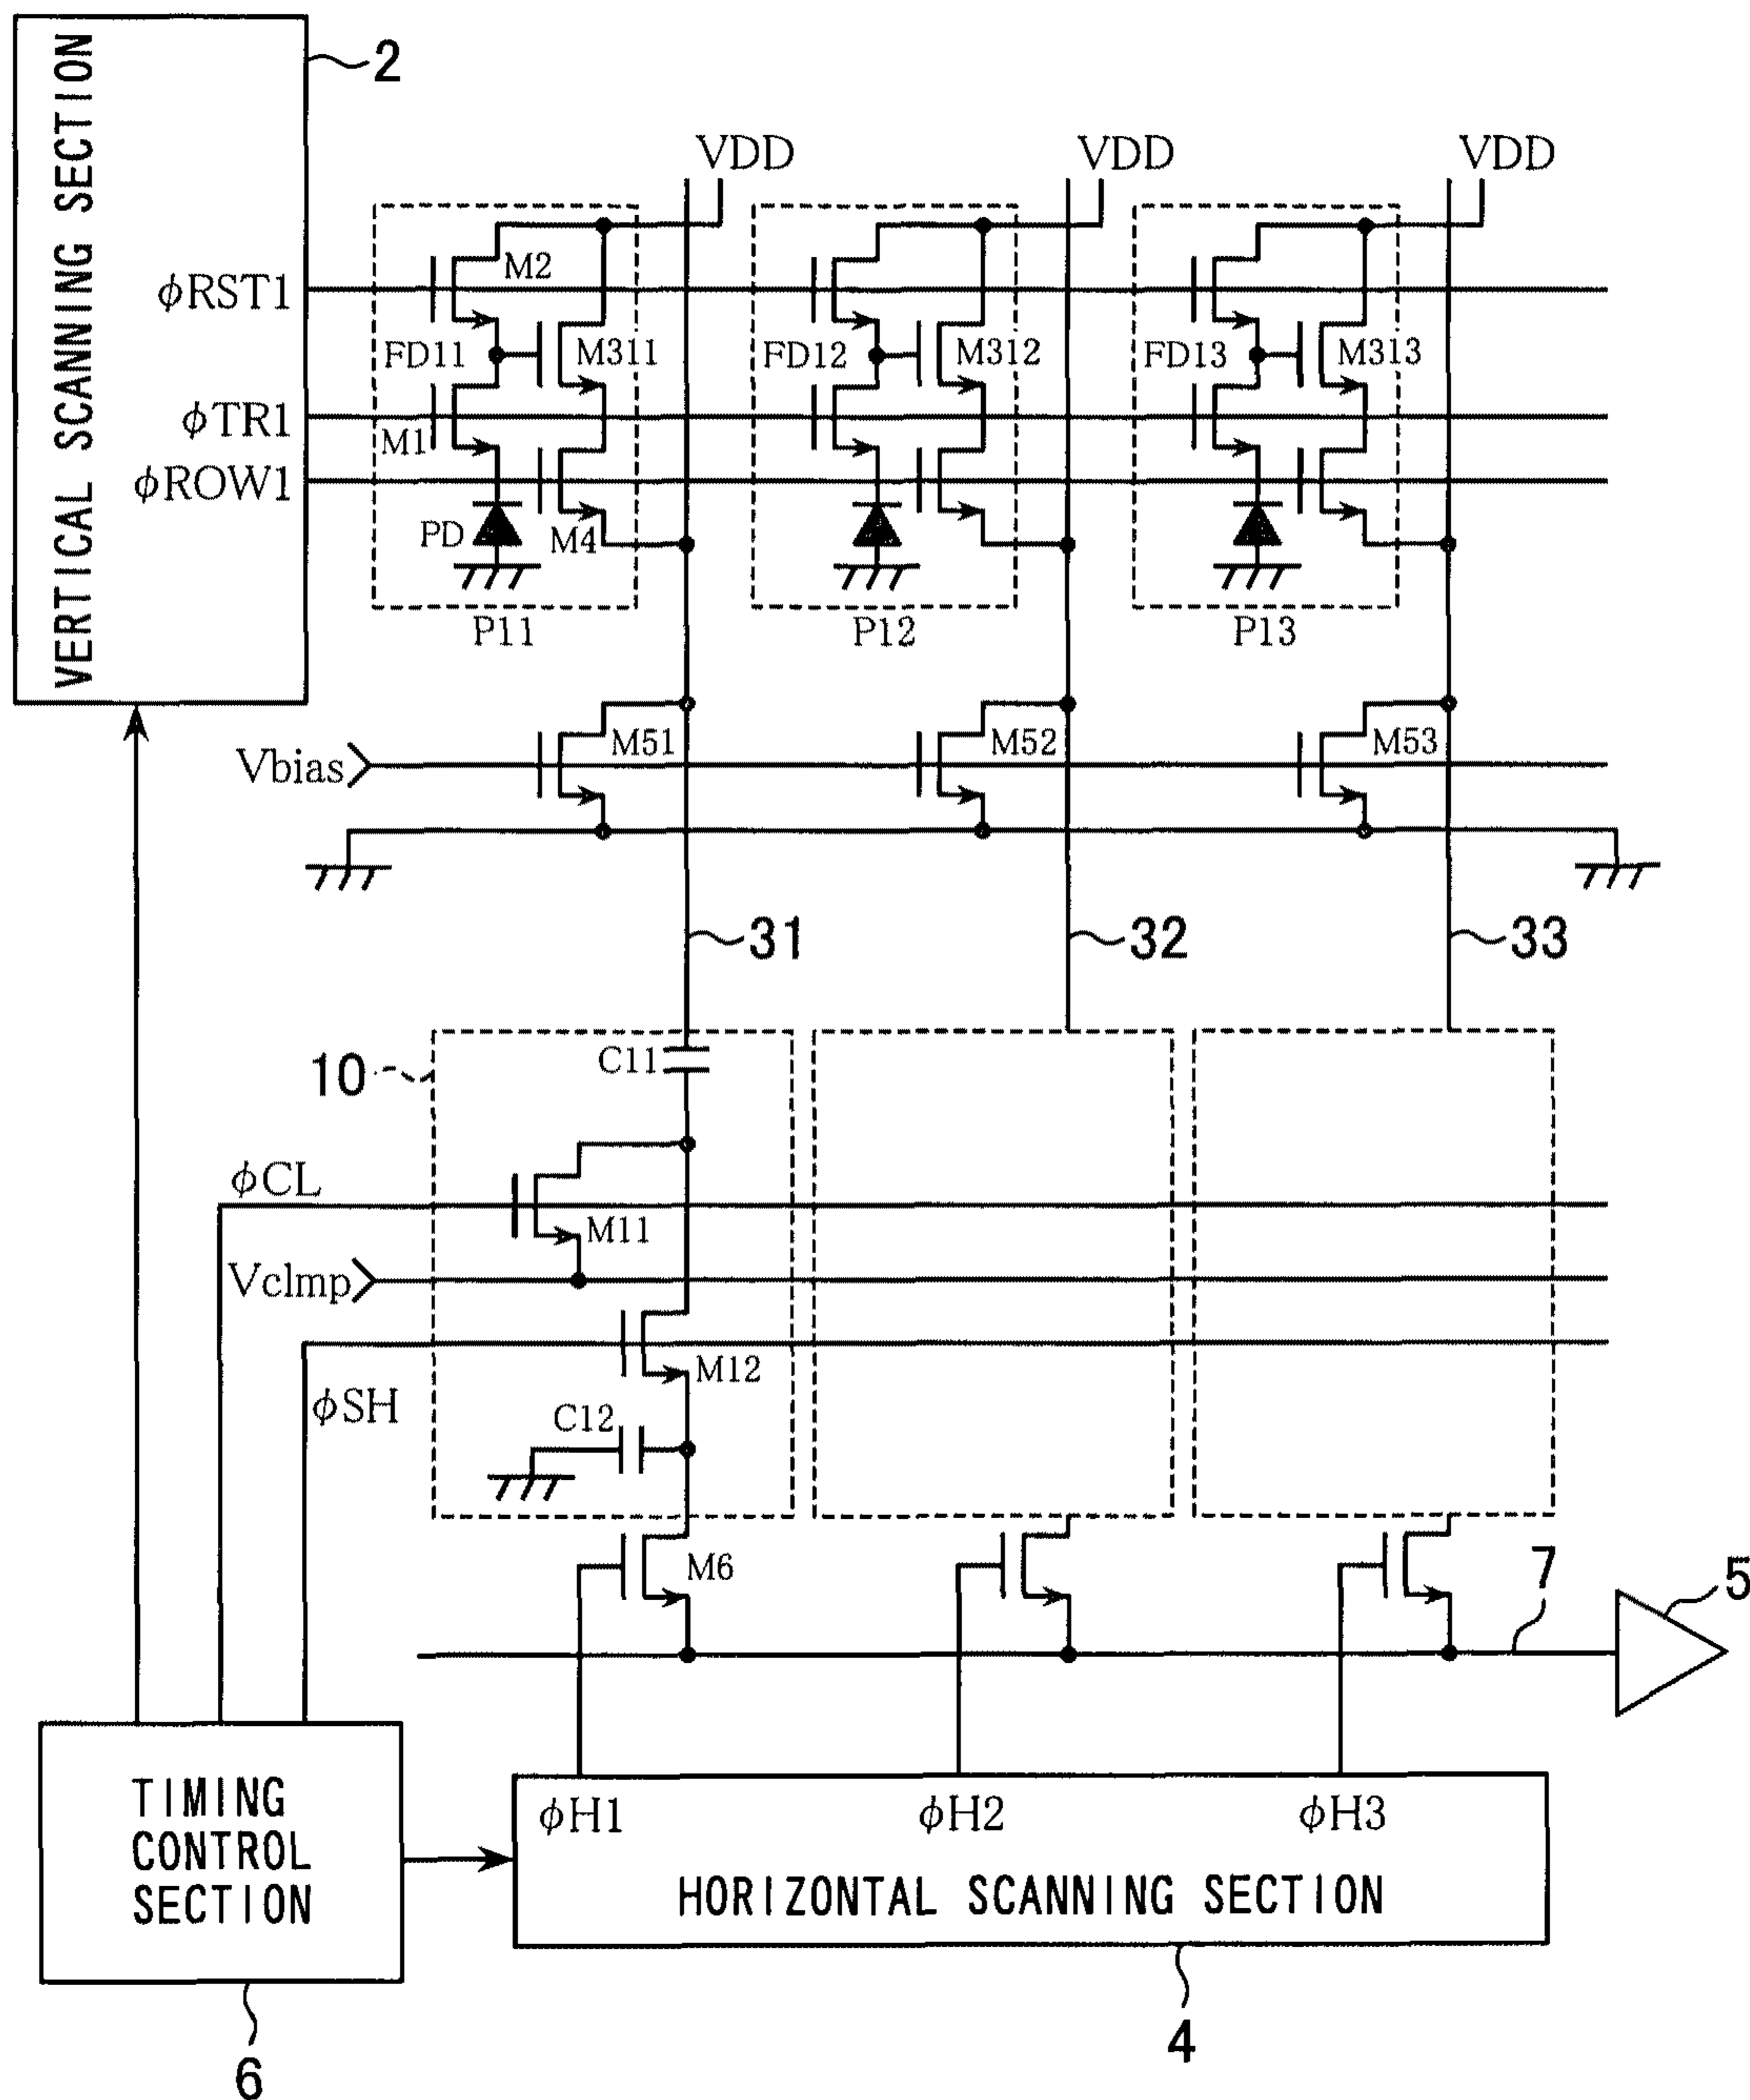 VERTICAL SCANNING SECTION
2
VDD VDD VDD
φRST1
M2
FD11 M311 FD12 M312 FD13 M313
φTR1
M1
φROW1
PD M4
P11 P12 P13
Vbias
M51 M52 M53
31 32 33
10
C11
φCL
M11
Vclmp
M12
φSH
C12
M6
7
5
φH1 φH2 φH3
TIMING
CONTROL
SECTION
HORIZONTAL SCANNING SECTION
6
4